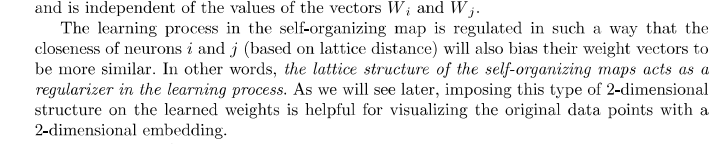 and is independent of the values of the vectors W̅ᵢ and W̅ⱼ.
The learning process in the self-organizing map is regulated in such a way that the
closeness of neurons i and j (based on lattice distance) will also bias their weight vectors to
be more similar. In other words, the lattice structure of the self-organizing maps acts as a
regularizer in the learning process. As we will see later, imposing this type of 2-dimensional
structure on the learned weights is helpful for visualizing the original data points with a
2-dimensional embedding.